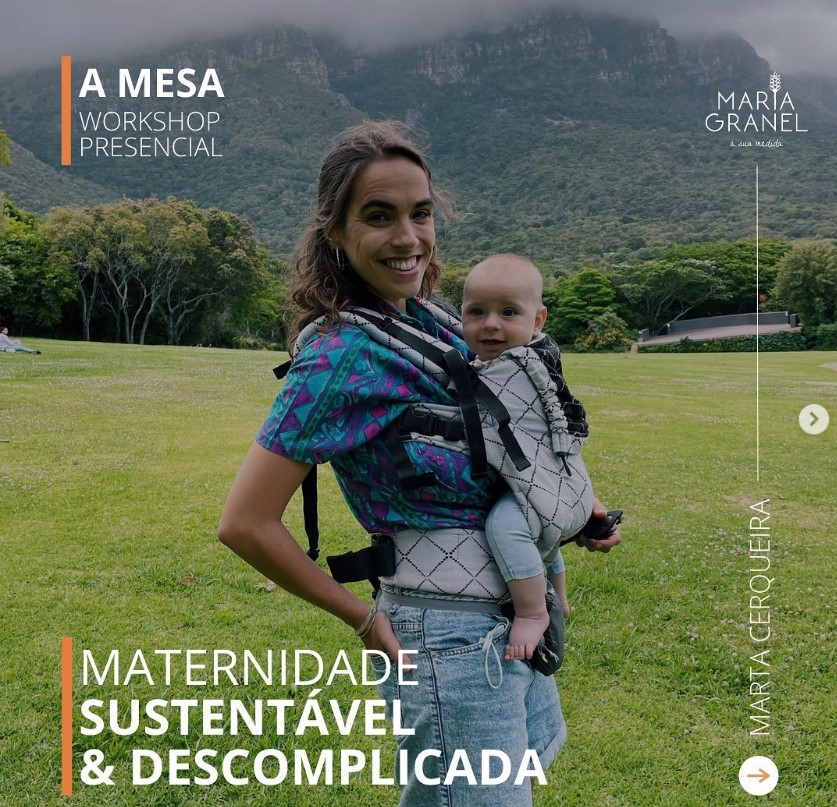 A MESA
WORKSHOP
PRESENCIAL
MARIA
GRANEL
à sua medida
MARTA CERQUEIRA
MATERNIDADE
SUSTENTÁVEL
& DESCOMPLICADA